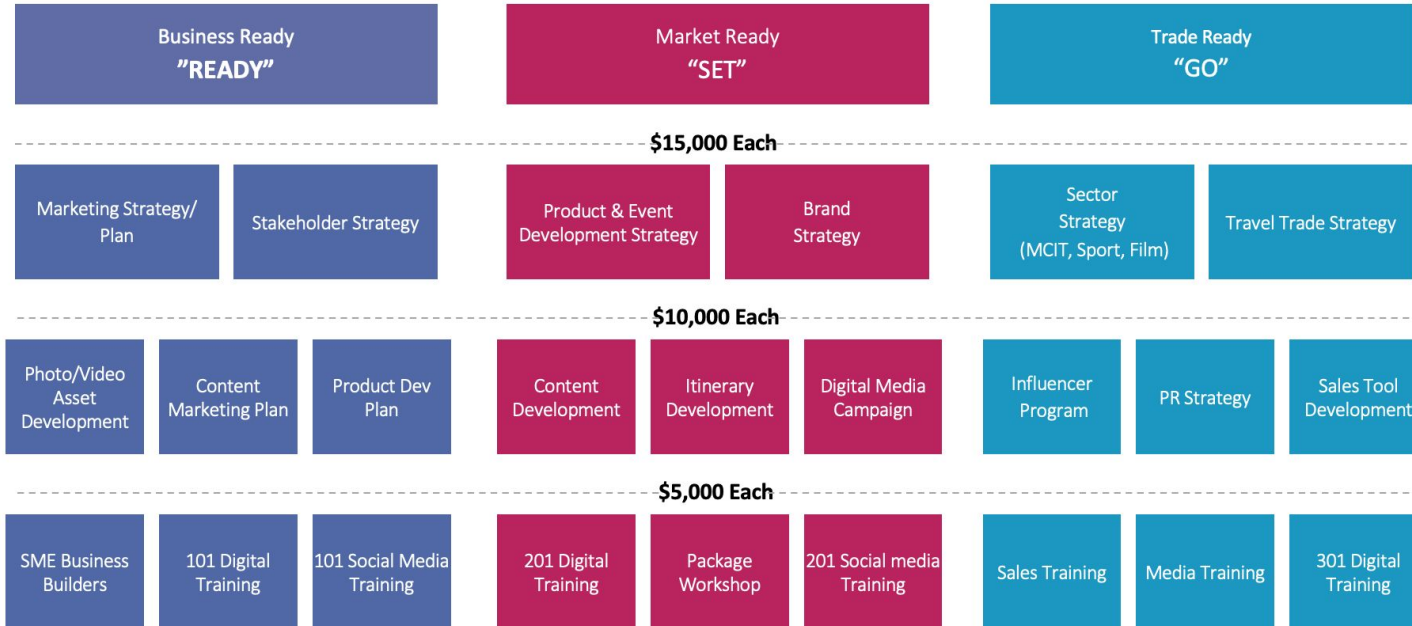 Business Ready
”READY”
Market Ready
“SET”
Trade Ready
“GO”
$15,000 Each
Marketing Strategy/
Plan
Stakeholder Strategy
Product & Event
Development Strategy
Brand
Strategy
Sector
Strategy
(MCIT, Sport, Film)
Travel Trade Strategy
$10,000 Each
Photo/Video
Asset
Development
Content
Marketing Plan
Product Dev
Plan
Content
Development
Itinerary
Development
Digital Media
Campaign
Influencer
Program
PR Strategy
Sales Tool
Development
$5,000 Each
SME Business
Builders
101 Digital
Training
101 Social Media
Training
201 Digital
Training
Package
Workshop
201 Social media
Training
Sales Training
Media Training
301 Digital
Training